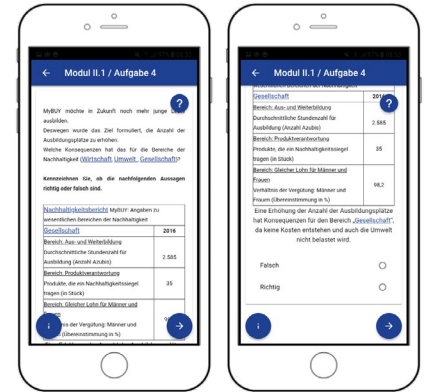 Modul II.1 / Aufgabe 4
?
MyBUY möchte in Zukunft noch mehr junge
ausbilden.
Deswegen wurde das Ziel formuliert, die Anzahl der
Ausbildungsplätze zu erhöhen.
Welche Konsequenzen hat das für die Bereiche der
Nachhaltigkeit (Wirtschaft, Umwelt , Gesellschaft)?
Kennzeichnen Sie, ob die nachfolgenden Aussagen
richtig oder falsch sind.
Nachhaltigkeitsbericht MyBUY: Angaben zu
wesentlichen Bereichen der Nachhaltigkeit
Gesellschaft 2016
Bereich: Aus- und Weiterbildung
Durchschnittliche Stundenzahl für
Ausbildung (Anzahl Azubis) 2.585
Bereich: Produktverantwortung
Produkte, die ein Nachhaltigkeitssiegel
tragen (in Stück) 35
Bereich: Gleicher Lohn für Männer und
der Vergütung: Männer und
(Übereinstimmung in %)
i
Modul II.1 / Aufgabe 4
?
wesentlichen Bereichen der Nachhaltigkeit
Gesellschaft
Bereich: Aus- und Weiterbildung
Durchschnittliche Stundenzahl für
Ausbildung (Anzahl Azubis) 2.585
Bereich: Produktverantwortung
Produkte, die ein Nachhaltigkeitssiegel
tragen (in Stück) 35
Bereich: Gleicher Lohn für Männer und
Frauen
Verhältnis der Vergütung: Männer und
Frauen (Übereinstimmung in %) 98,2
Eine Erhöhung der Anzahl der Ausbildungsplätze
hat Konsequenzen für den Bereich „Gesellschaft",
da keine Kosten entstehen und auch die Umwelt
nicht belastet wird.
Falsch
Richtig
i